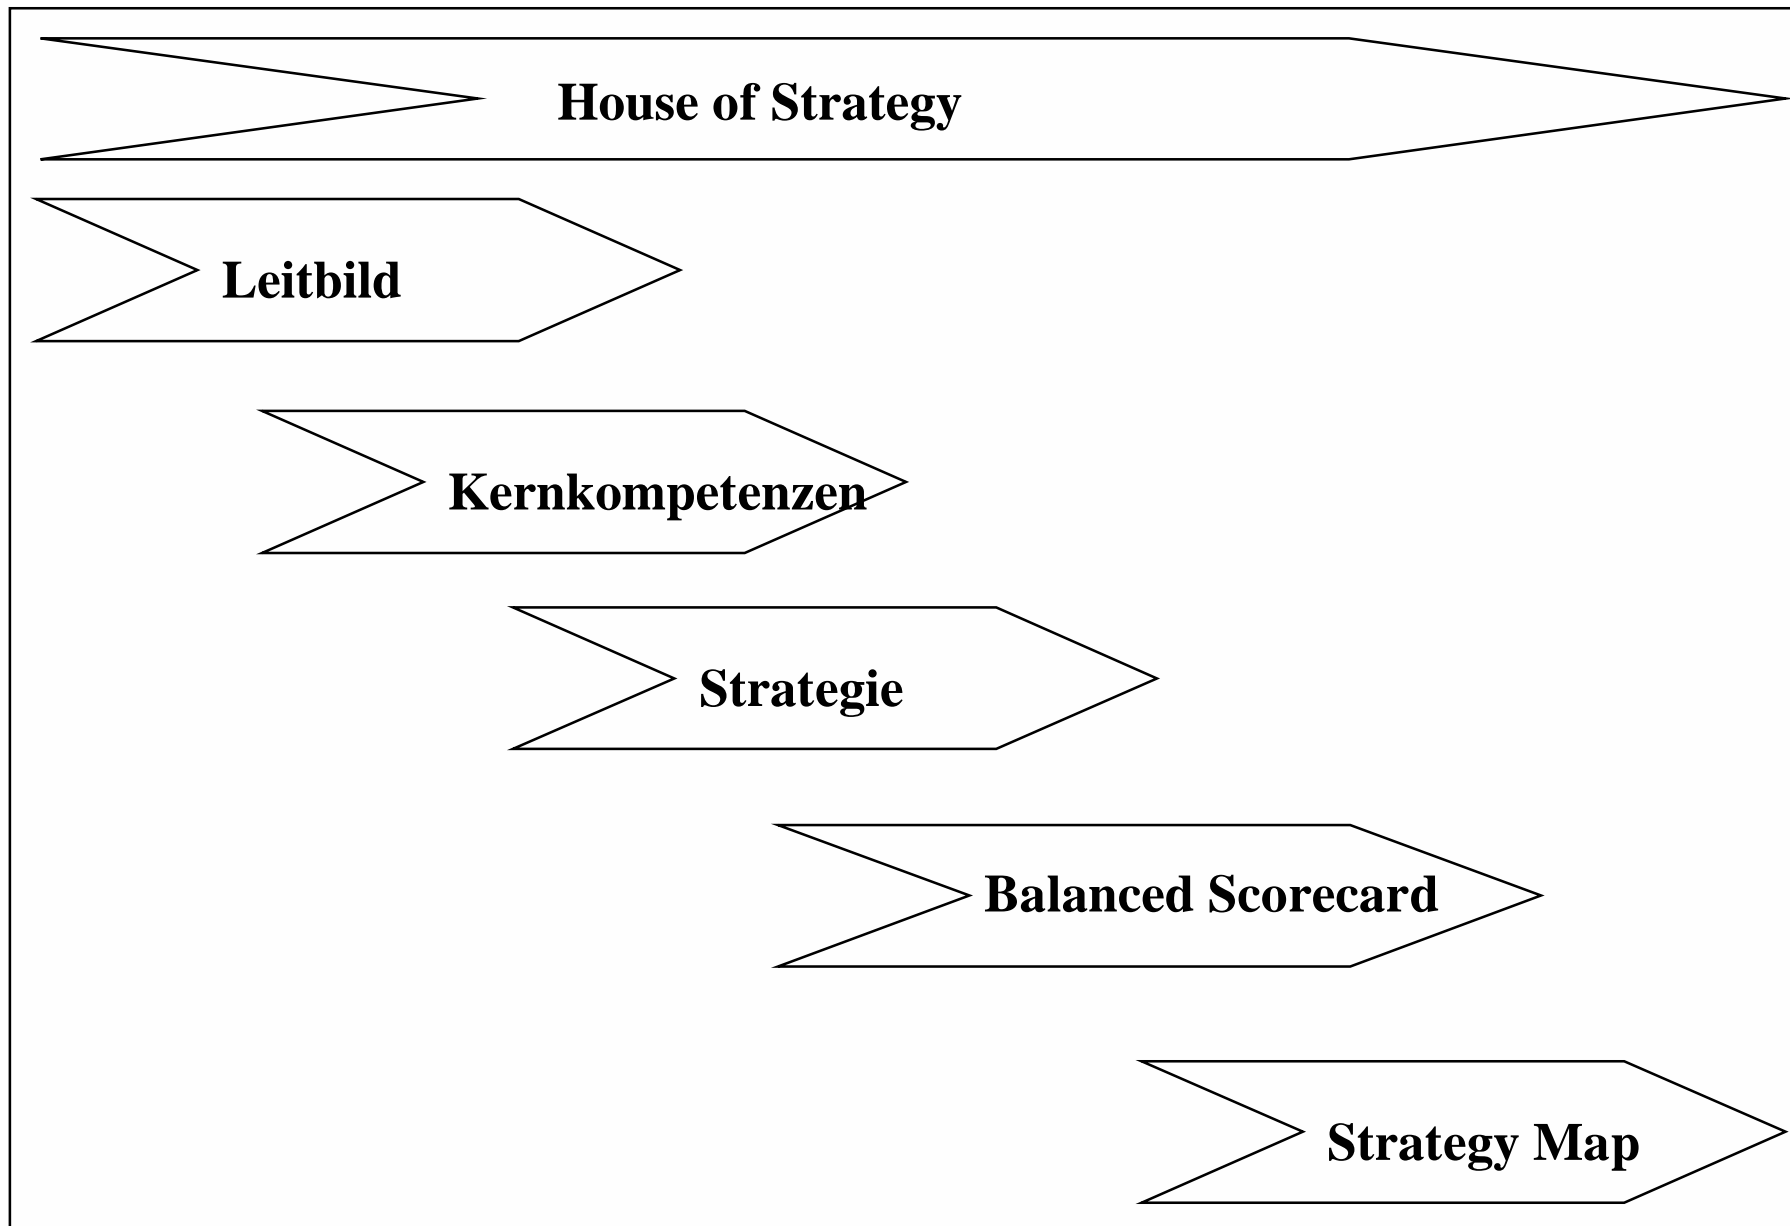 House of Strategy
Leitbild
Kernkompetenzen
Strategie
Balanced Scorecard
Strategy Map